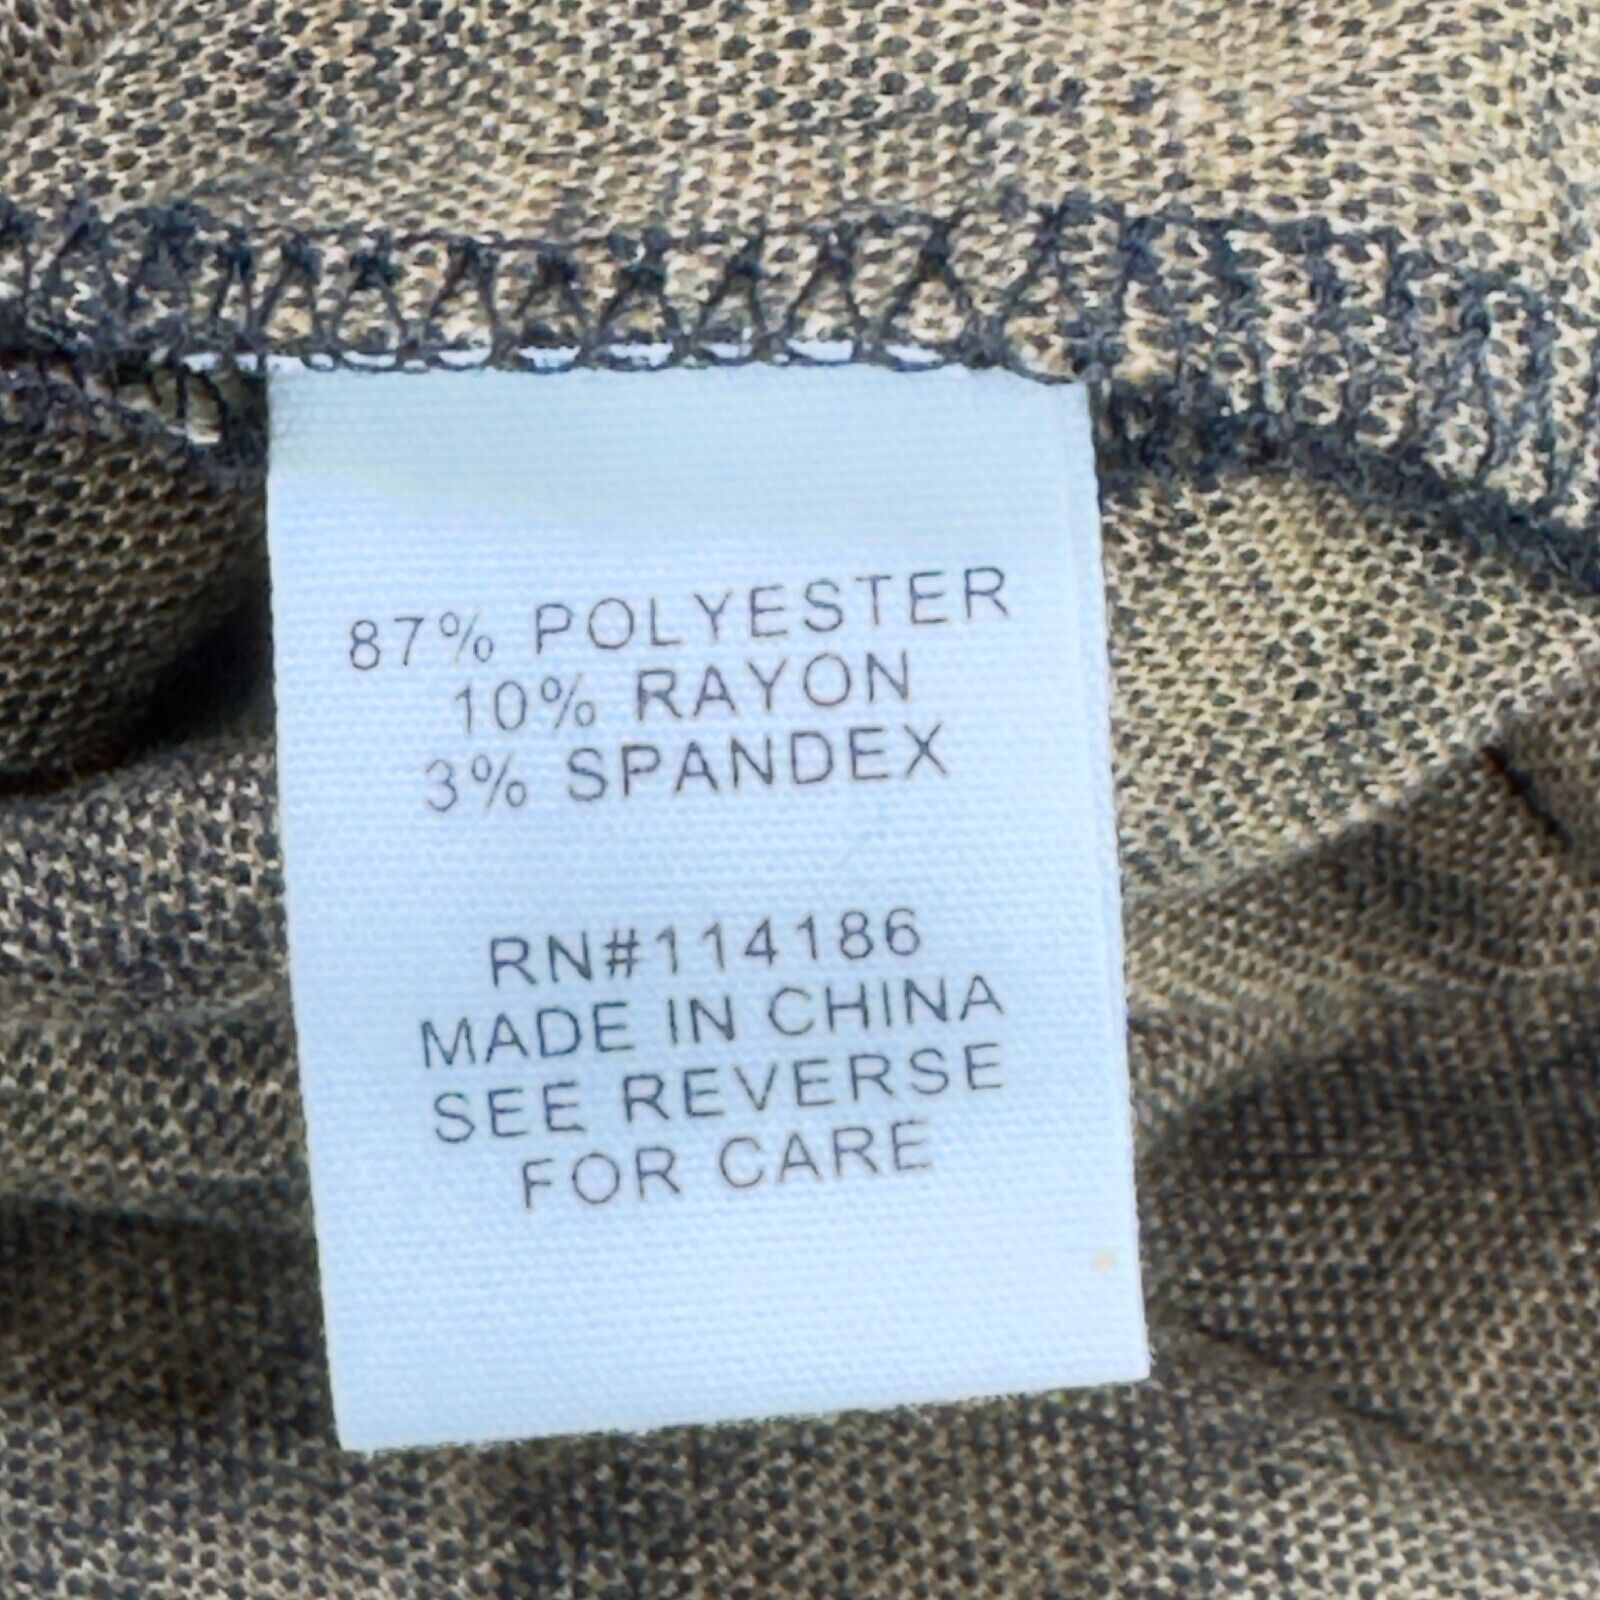 87% POLYESTER
10% RAYON
3% SPANDEX
RN#114186
MADE IN CHINA
SEE REVERSE
FOR CARE